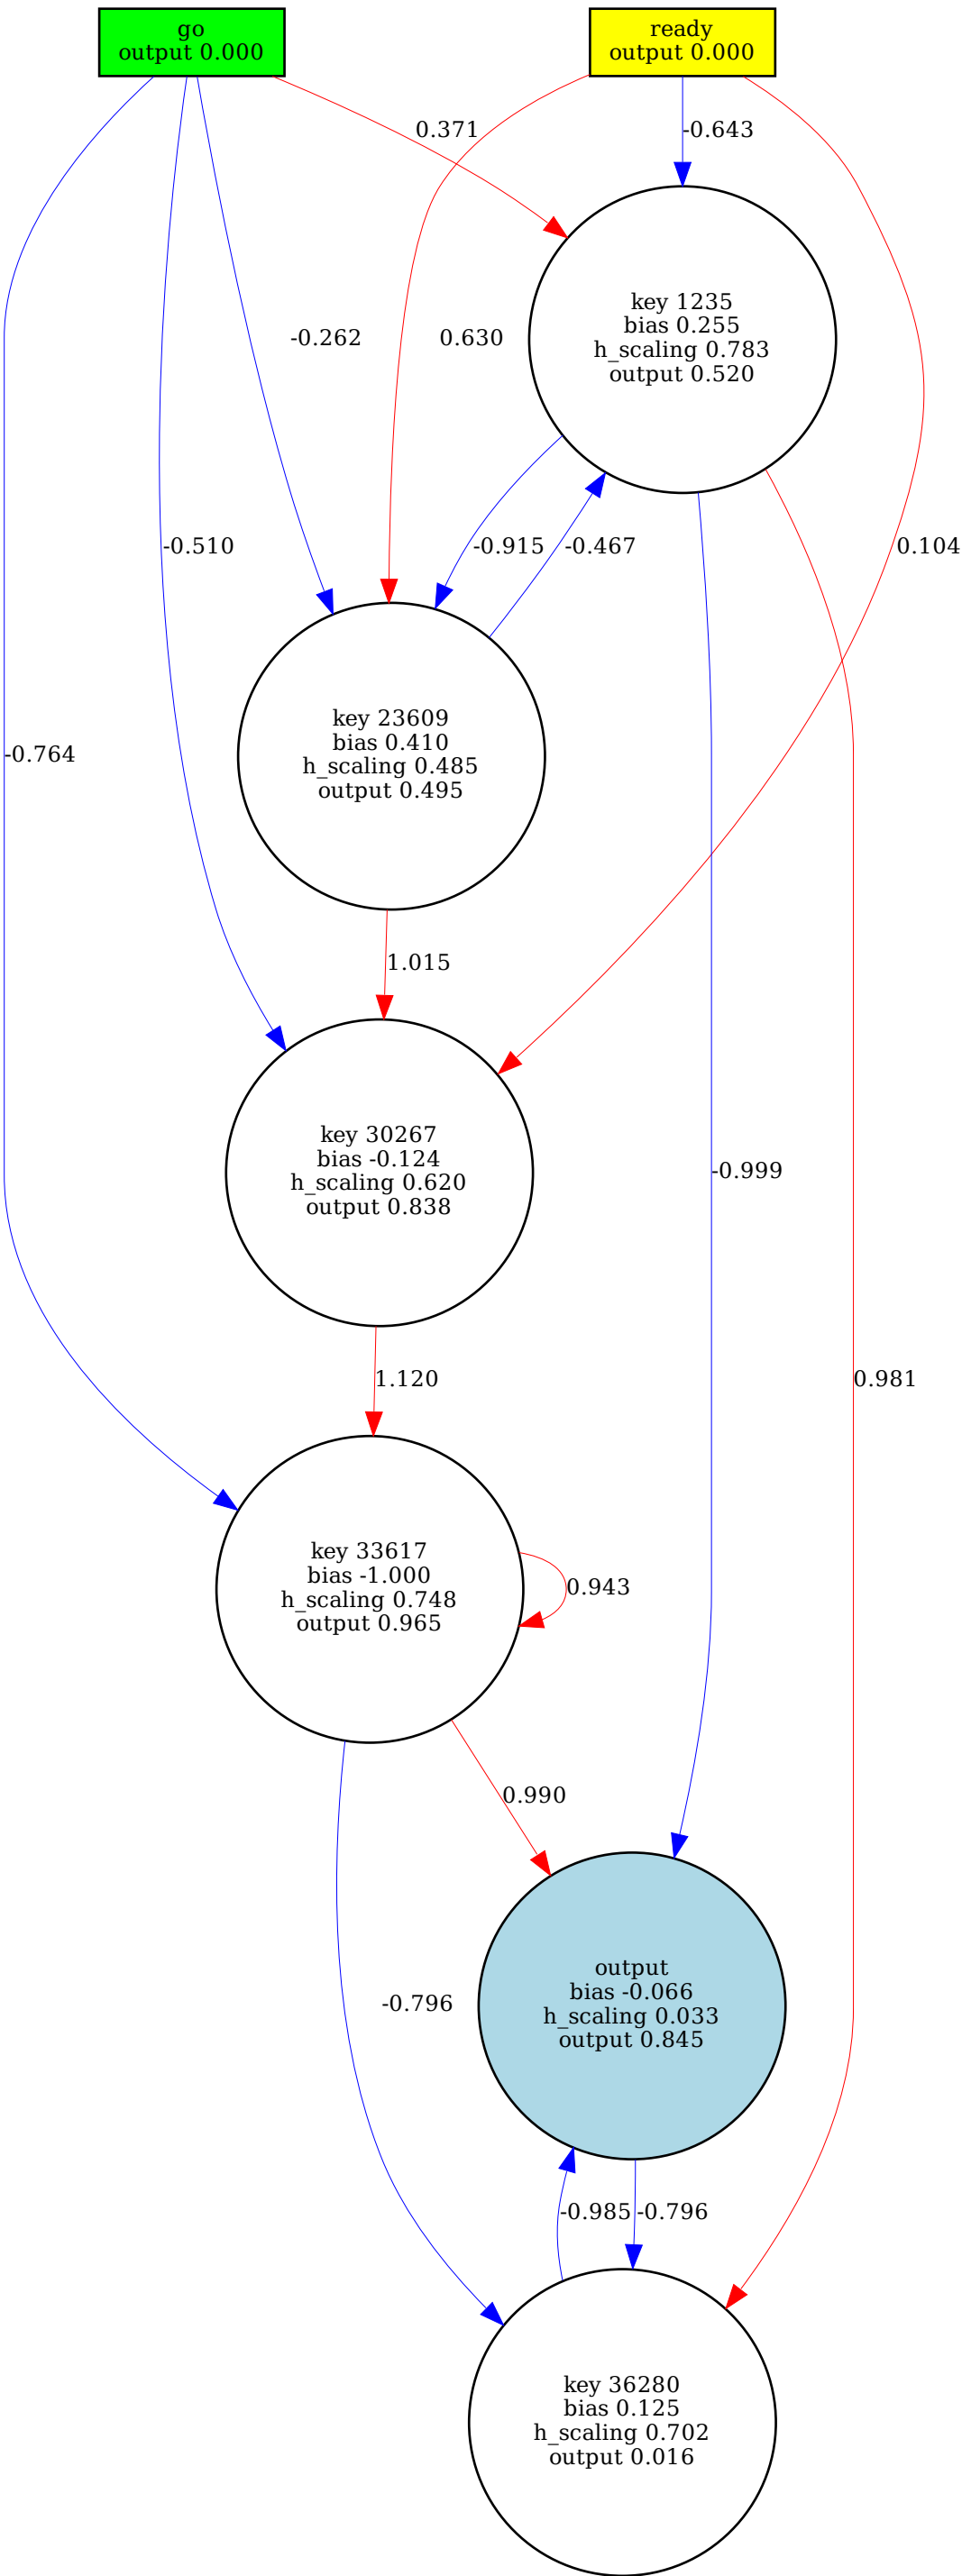 go
output 0.000
ready
output 0.000
0.371
-0.643
key 1235
bias 0.255
h_scaling 0.783
output 0.520
-0.262
0.630
-0.510
-0.915
-0.467
0.104
key 23609
bias 0.410
h_scaling 0.485
output 0.495
-0.764
1.015
key 30267
bias -0.124
h_scaling 0.620
output 0.838
-0.999
1.120
0.981
key 33617
bias -1.000
h_scaling 0.748
output 0.965
0.943
0.990
output
bias -0.066
h_scaling 0.033
output 0.845
-0.796
-0.985
-0.796
key 36280
bias 0.125
h_scaling 0.702
output 0.016